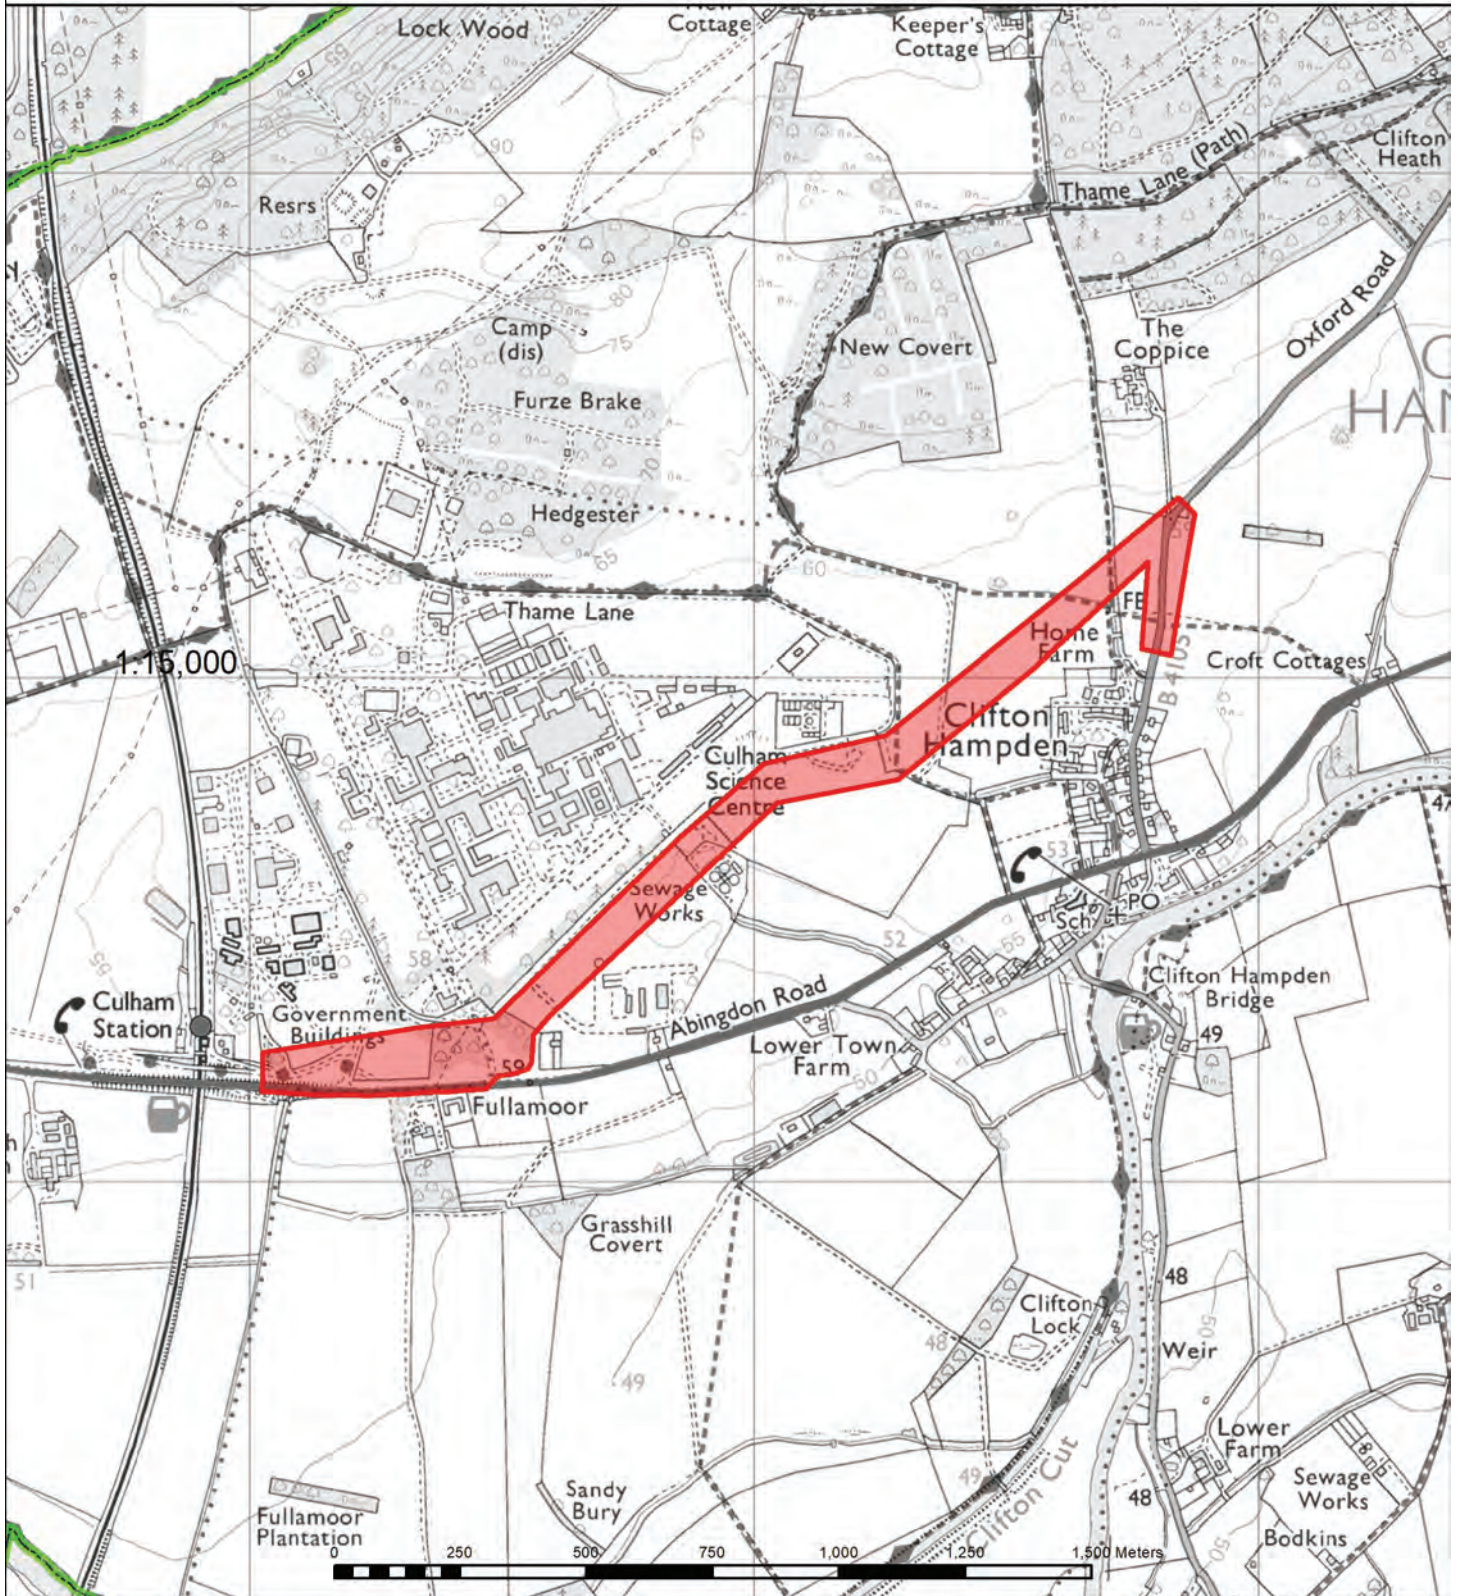 Lock Wood
Cottage
Keeper's
Cottage
90
Resrs
Thame Lane (Path)
Clifton
Heath
80
Camp
(dis)
75
New Covert
The
Coppice
Oxford Road
HAM
Furze Brake
70
Hedgester
65
60
59
Thame Lane
FB
Home
Farm
1:15,000
B 4105
Croft Cottages
Clifton
Hampden
Culham
Science
Centre
47
53
Sewage
Works
PO
Sch
52
55
58
55
Culham
Station
Government
Buildings
Abingdon Road
Clifton Hampden
Bridge
49
Lower Town
Farm
50
59
Fullamoor
Grasshill
Covert
51
Clifton
Lock
48
48
Weir
50
49
Lower
Farm
49
Clifton Cut
Sandy
Bury
48
Sewage
Works
Fullamoor
Plantation
Bodkins
50
0 250 500 750 1,000 1,250 1,500 Meters